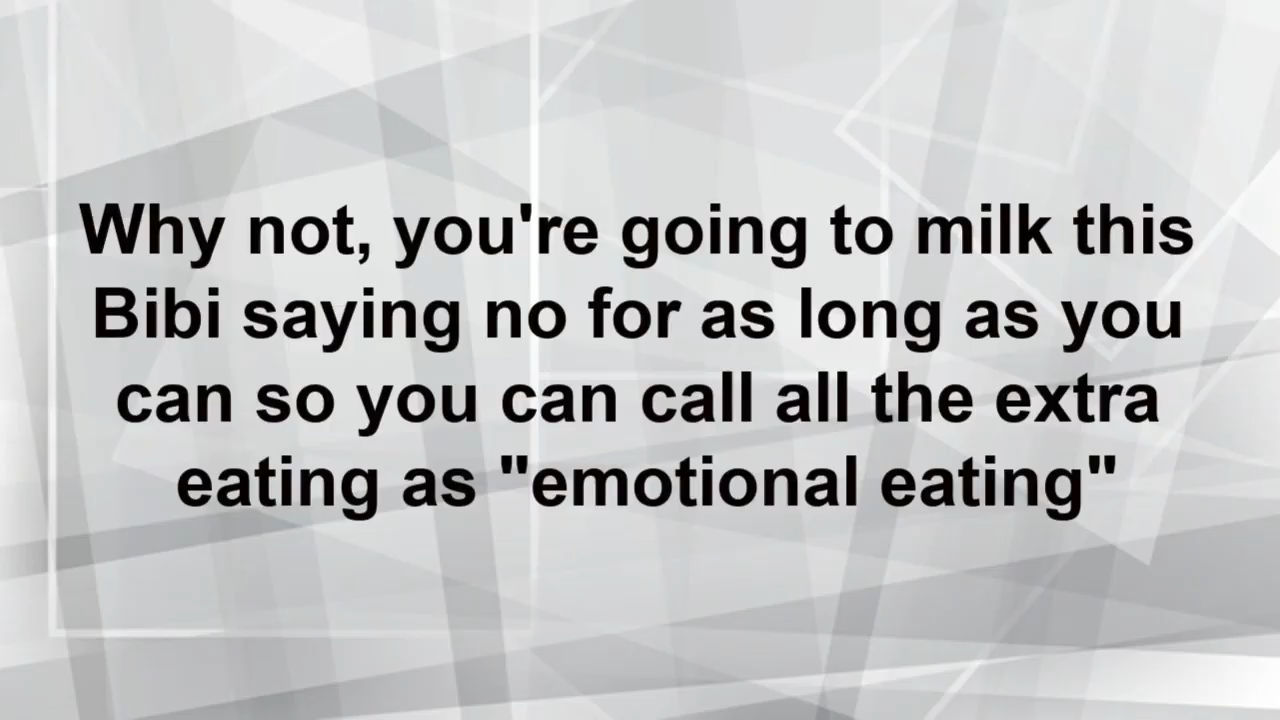 Why not, you're going to milk this
Bibi saying no for as long as you
can so you can call all the extra
eating as "emotional eating"